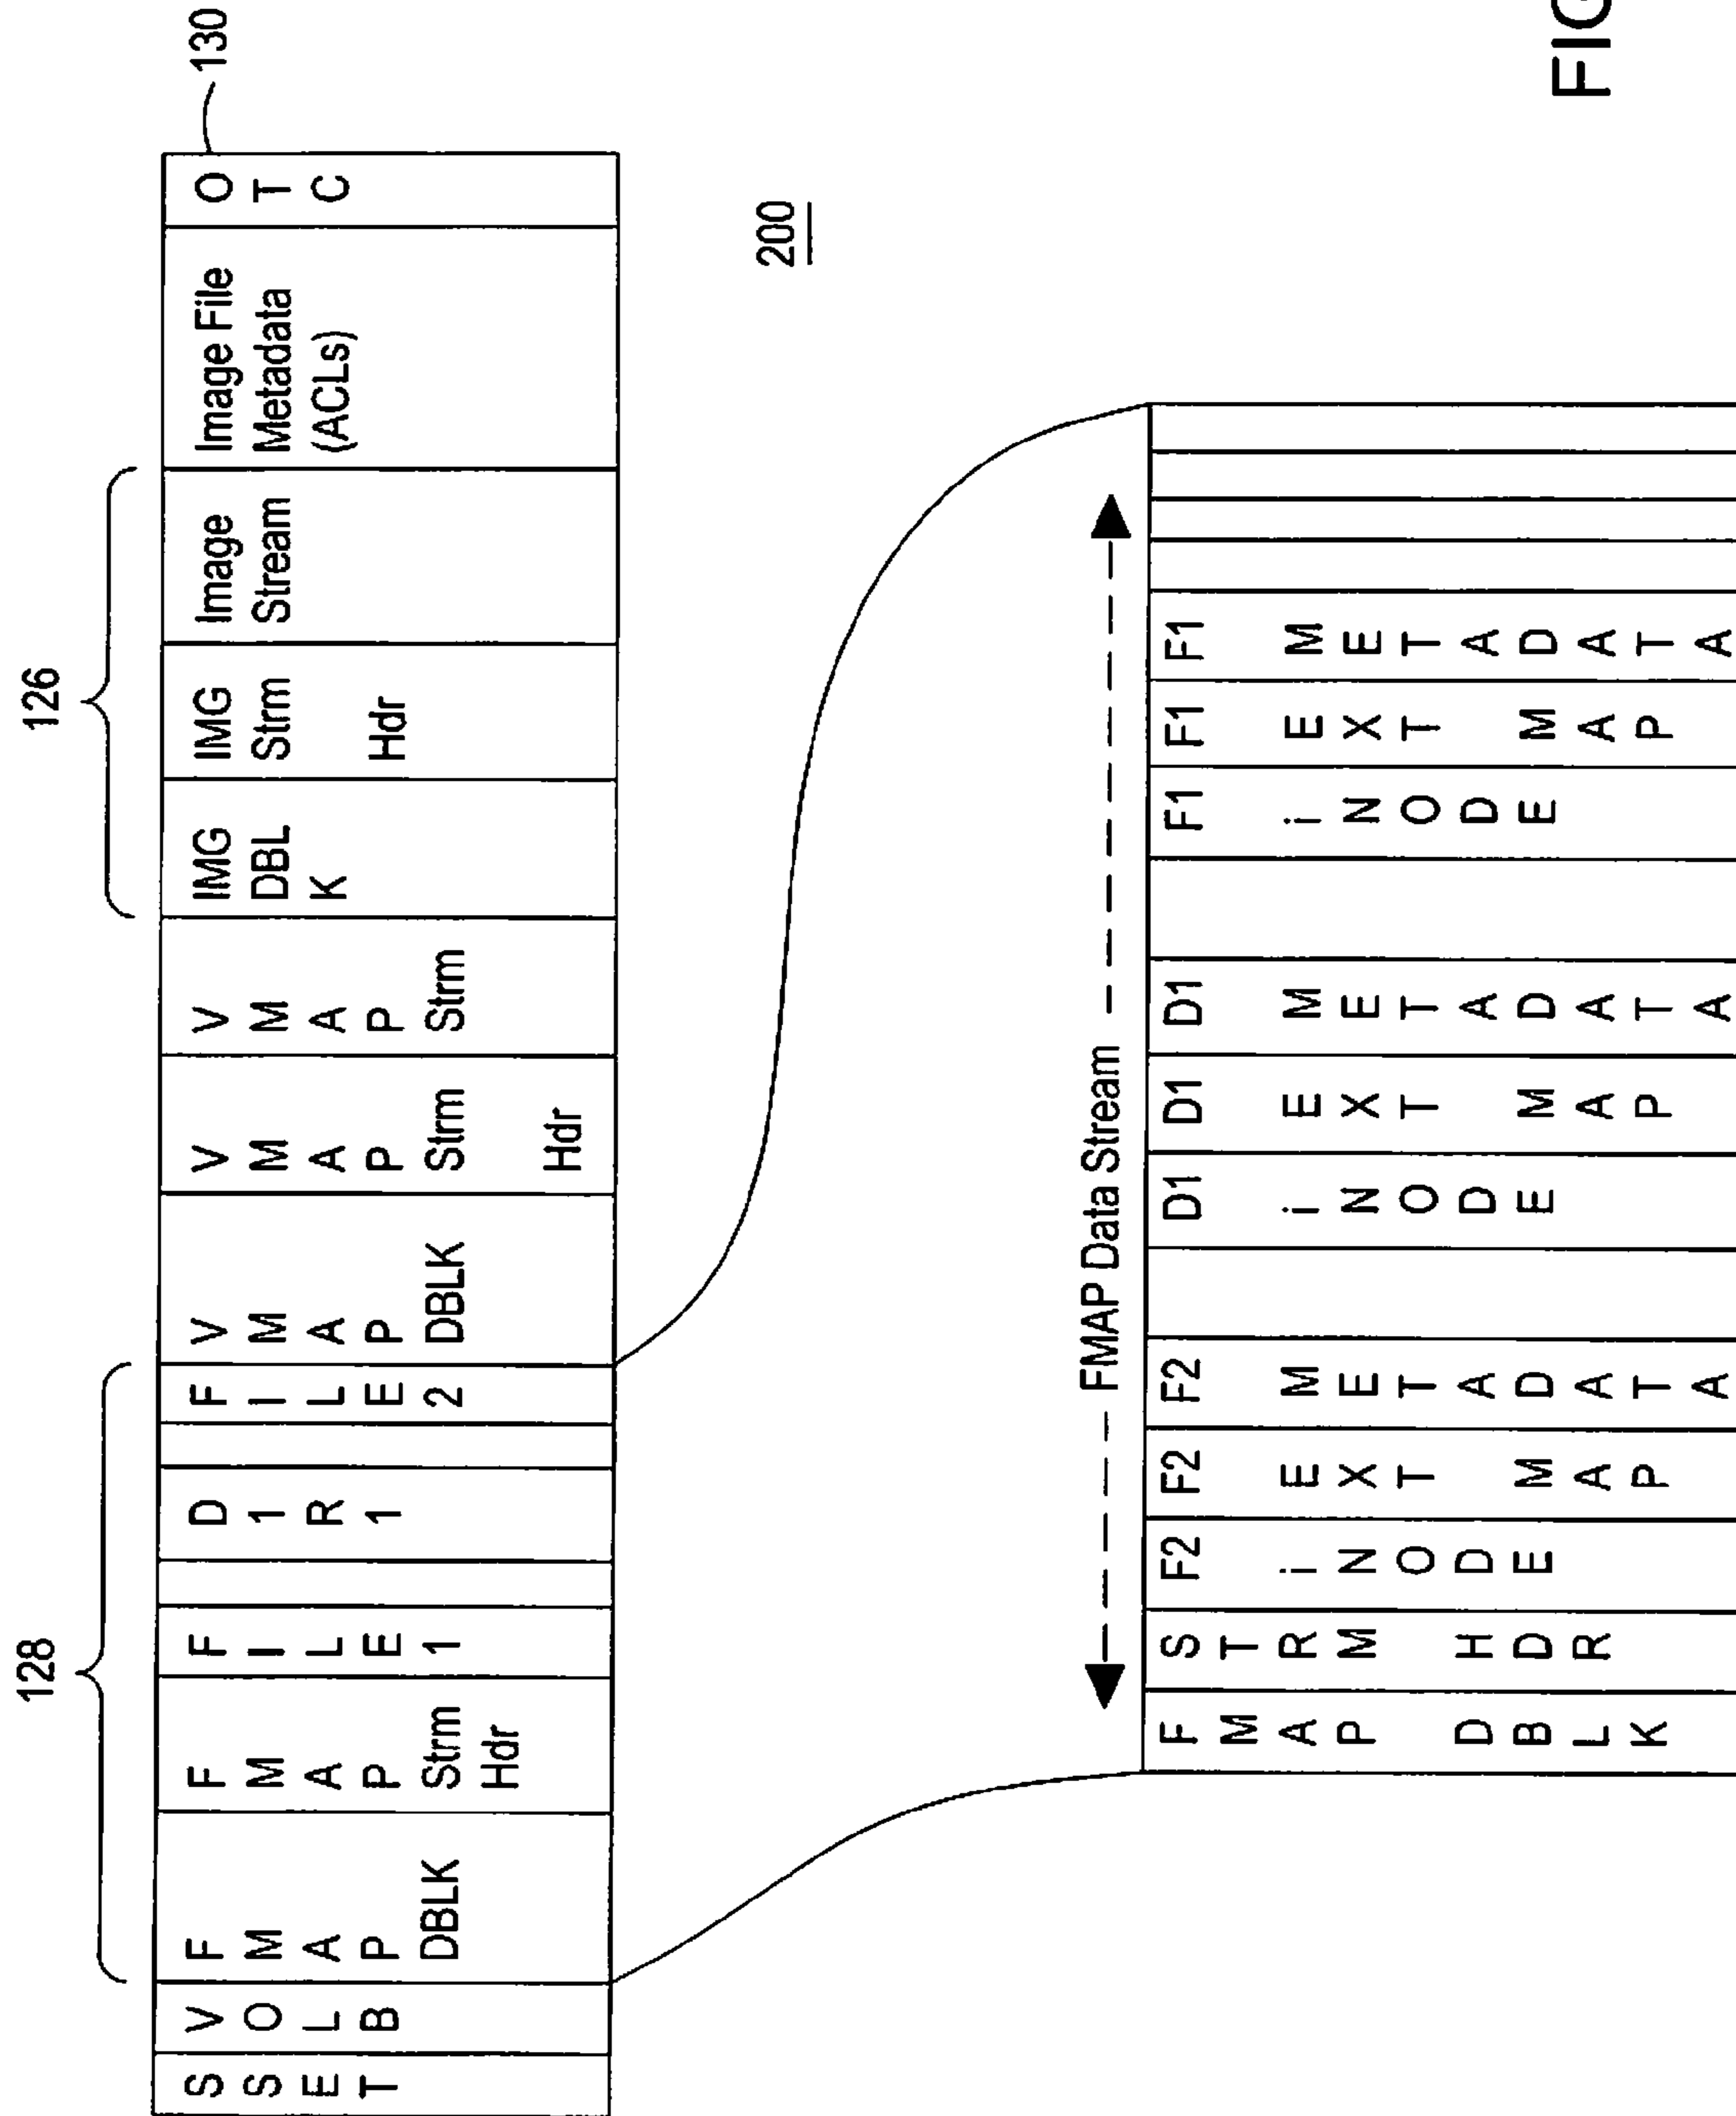 128
126
130
SSET
VOLB
FMAP DBLK
FMAP Strm Hdr
FILE1
D1R1
FILE2
VMAP DBLK
VMAP Strm Hdr
VMAP Strm
IMG DBLK
IMG Strm Hdr
Image Stream
Image File
Metadata
(ACLs)
OTC
200
FMAP Data Stream
FMAP DBLK
STRM HDR
F2 iNODE
F2 EXT MAP
F2 METADATA
D1 iNODE
D1 EXT MAP
D1 METADATA
F1 iNODE
F1 EXT MAP
F1 METADATA